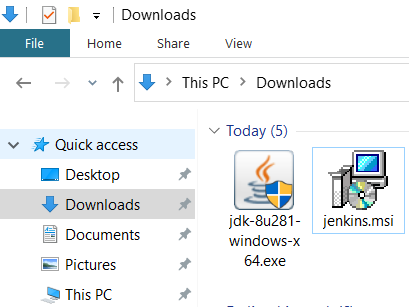 Downloads
File
Home
Share
View
This PC
Downloads
Quick access
Desktop
Downloads
Documents
Pictures
This PC
Today (5)
jdk-8u281-
windows-x
64.exe
jenkins.msi